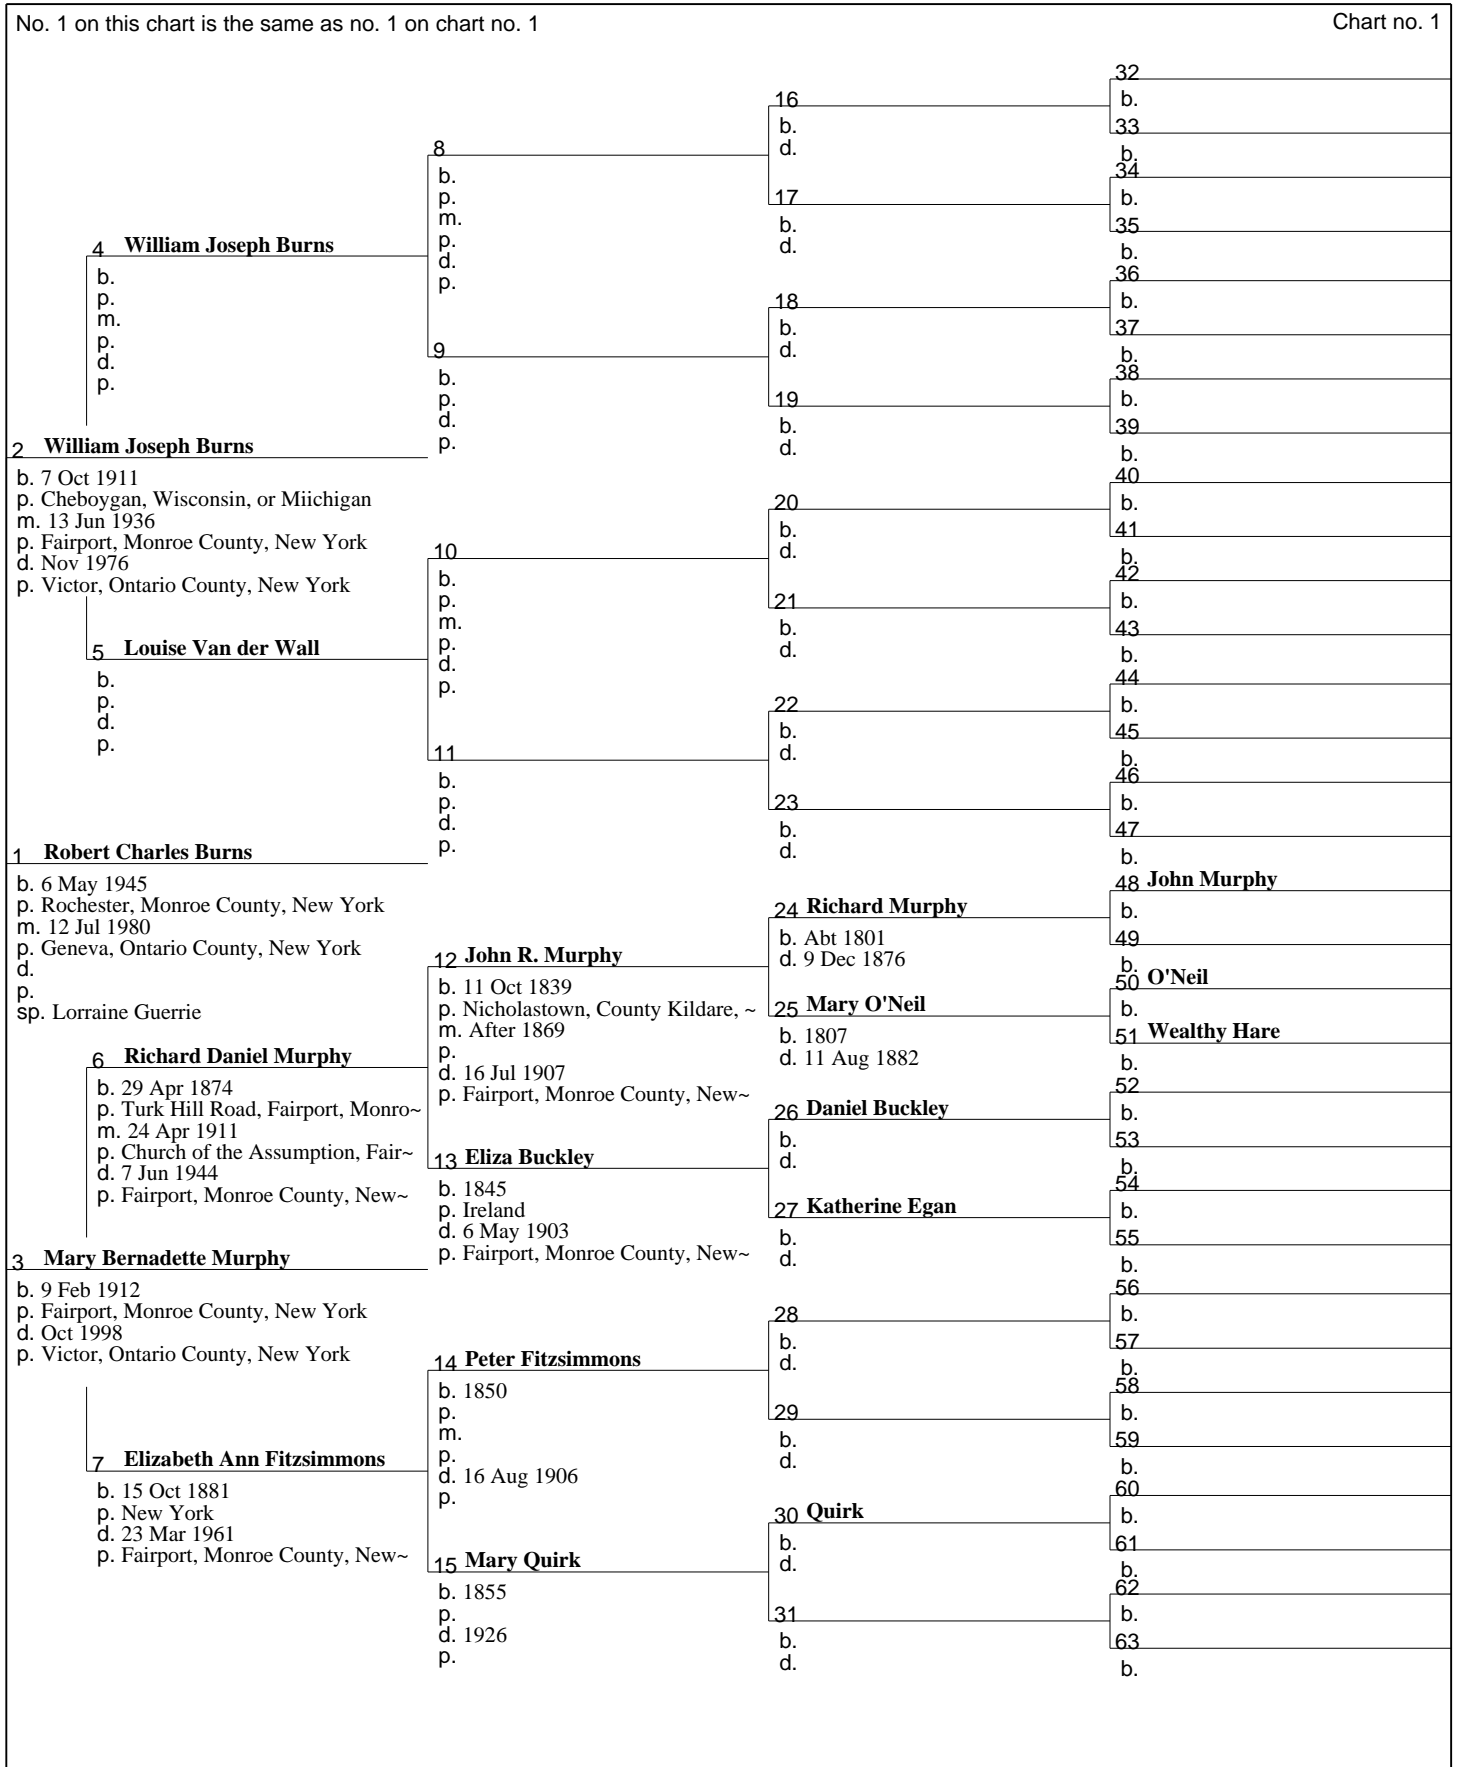 No. 1 on this chart is the same as no. 1 on chart no. 1
Chart no. 1
1 Robert Charles Burns
b. 6 May 1945
p. Rochester, Monroe County, New York
m. 12 Jul 1980
p. Geneva, Ontario County, New York
d.
p.
sp. Lorraine Guerrie
2 William Joseph Burns
b. 7 Oct 1911
p. Cheboygan, Wisconsin, or Miichigan
m. 13 Jun 1936
p. Fairport, Monroe County, New York
d. Nov 1976
p. Victor, Ontario County, New York
3 Mary Bernadette Murphy
b. 9 Feb 1912
p. Fairport, Monroe County, New York
d. Oct 1998
p. Victor, Ontario County, New York
4 William Joseph Burns
b.
p.
m.
p.
d.
p.
5 Louise Van der Wall
b.
p.
d.
p.
6 Richard Daniel Murphy
b. 29 Apr 1874
p. Turk Hill Road, Fairport, Monro~
m. 24 Apr 1911
p. Church of the Assumption, Fair~
d. 7 Jun 1944
p. Fairport, Monroe County, New~
7 Elizabeth Ann Fitzsimmons
b. 15 Oct 1881
p. New York
d. 23 Mar 1961
p. Fairport, Monroe County, New~
8
b.
p.
m.
p.
d.
p.
9
b.
p.
d.
p.
10
b.
p.
m.
p.
d.
p.
11
b.
p.
d.
p.
12 John R. Murphy
b. 11 Oct 1839
p. Nicholastown, County Kildare, ~
m. After 1869
p.
d. 16 Jul 1907
p. Fairport, Monroe County, New~
13 Eliza Buckley
b. 1845
p. Ireland
d. 6 May 1903
p. Fairport, Monroe County, New~
14 Peter Fitzsimmons
b. 1850
p.
m.
p.
d. 16 Aug 1906
p.
15 Mary Quirk
b. 1855
p.
d. 1926
p.
16
b.
d.
17
b.
d.
18
b.
d.
19
b.
d.
20
b.
d.
21
b.
d.
22
b.
d.
23
b.
d.
24 Richard Murphy
b. Abt 1801
d. 9 Dec 1876
25 Mary O'Neil
b. 1807
d. 11 Aug 1882
26 Daniel Buckley
b.
d.
27 Katherine Egan
b.
d.
28
b.
d.
29
b.
d.
30 Quirk
b.
d.
31
b.
d.
32
b.
33
b.
34
b.
35
b.
36
b.
37
b.
38
b.
39
b.
40
b.
41
b.
42
b.
43
b.
44
b.
45
b.
46
b.
47
b.
48 John Murphy
b.
49
b.
50 O'Neil
b.
51 Wealthy Hare
b.
52
b.
53
b.
54
b.
55
b.
56
b.
57
b.
58
b.
59
b.
60
b.
61
b.
62
b.
63
b.